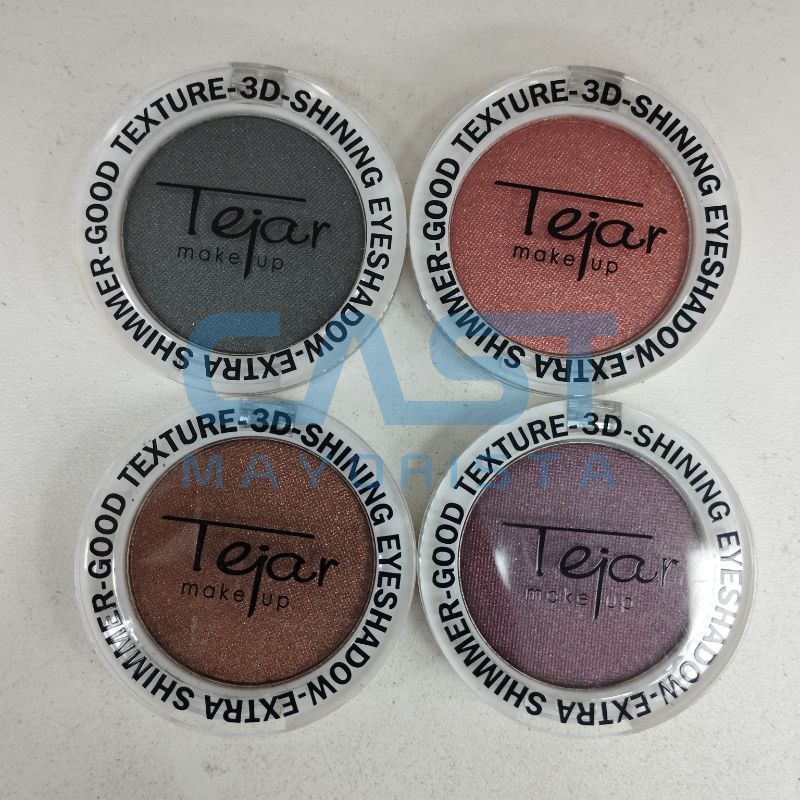 GOOD TEXTURE-3D-SHINING EYESHADOW-EXTRA SHIMMER-
Tejar
make up
GOOD TEXTURE-3D-SHINING EYESHADOW-EXTRA SHIMMER-
Tejar
make up
CAST
MAYORISTA
GOOD TEXTURE-3D-SHINING EYESHADOW-EXTRA SHIMMER-
Tejar
make up
GOOD TEXTURE-3D-SHINING EYESHADOW-EXTRA SHIMMER-
Tejar
make up